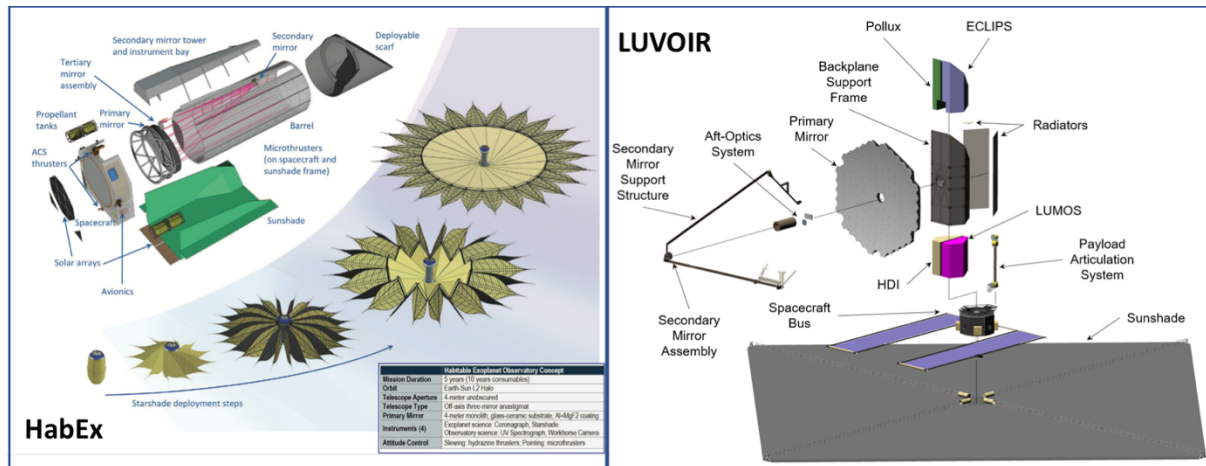 Secondary mirror tower
and instrument bay
Secondary
mirror
Deployable
scarf
Tertiary
mirror
assembly
Propellant
tanks
Primary
mirror
Barrel
ACS
thrusters
Microthrusters
(on spacecraft and
sunshade frame)
Spacecraft
Sunshade
Solar arrays
Avionics
Starshade deployment steps
HabEx
Habitable Exoplanet Observatory Concept
Mission Duration 5 years (10 years consumables)
Orbit Earth-Sun L2 Halo
Telescope Aperture 4-meter unobscured
Telescope Type Off-axis three-mirror anastigmat
Primary Mirror 4-meter monolith; glass-ceramic substrate; Al+MgF2 coating
Instruments (4) Exoplanet science: Coronagraph, Starshade
Observatory science: UV Spectrograph, Workhorse Camera
Attitude Control Slewing: hydrazine thrusters; Pointing: microthrusters
LUVOIR
Pollux
ECLIPS
Backplane
Support
Frame
Primary
Mirror
Aft-Optics
System
Secondary
Mirror
Support
Structure
Radiators
LUMOS
HDI
Payload
Articulation
System
Spacecraft
Bus
Secondary
Mirror
Assembly
Sunshade